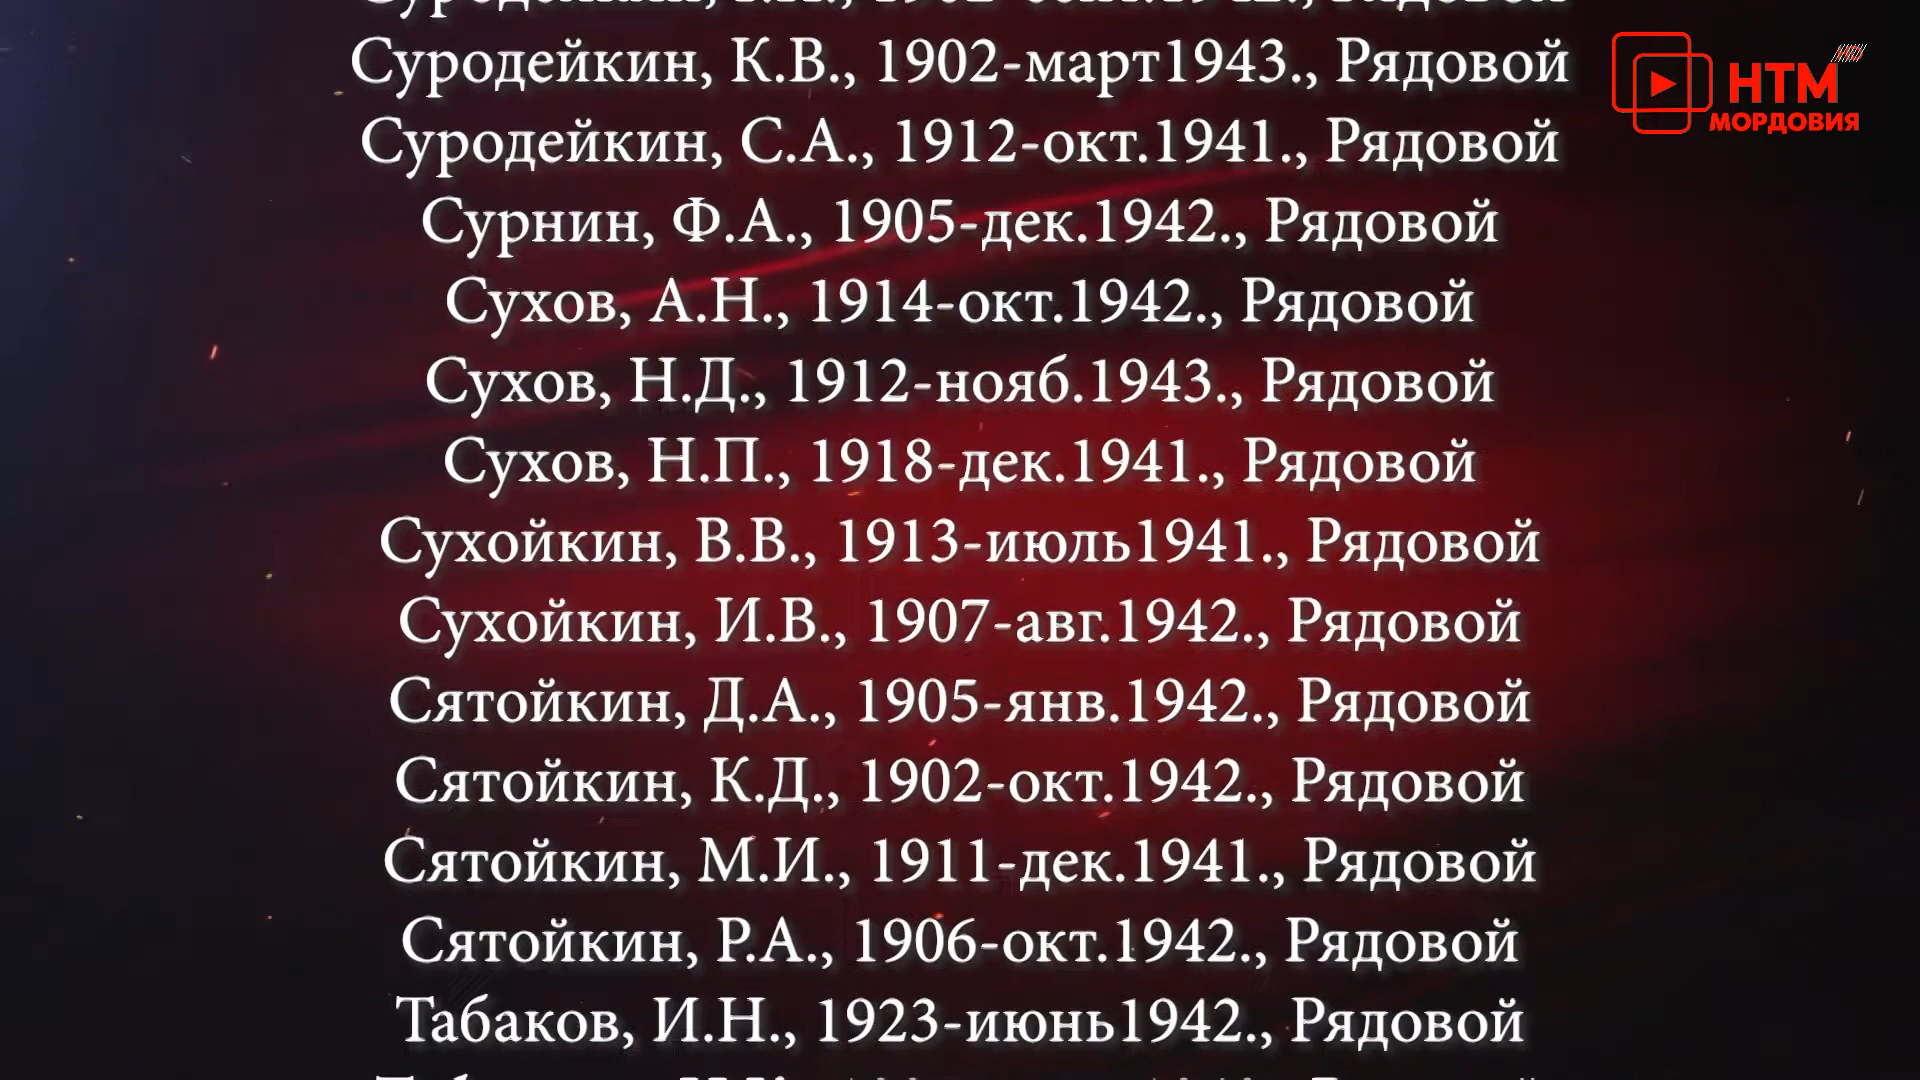 Суродейкин, К.В., 1902-март1943., Рядовой
НТМ
МОРДОВИЯ
Суродейкин, С.А., 1912-окт.1941., Рядовой
Сурнин, Ф.А., 1905-дек.1942., Рядовой
Сухов, А.Н., 1914-окт.1942., Рядовой
Сухов, Н.Д., 1912-нояб.1943., Рядовой
Сухов, Н.П., 1918-дек.1941., Рядовой
Сухойкин, В.В., 1913-июль1941., Рядовой
Сухойкин, И.В., 1907-авг.1942., Рядовой
Сятойкин, Д.А., 1905-янв.1942., Рядовой
Сятойкин, К.Д., 1902-окт.1942., Рядовой
Сятойкин, М.И., 1911-дек.1941., Рядовой
Сятойкин, Р.А., 1906-окт.1942., Рядовой
Табаков, И.Н., 1923-июнь1942., Рядовой